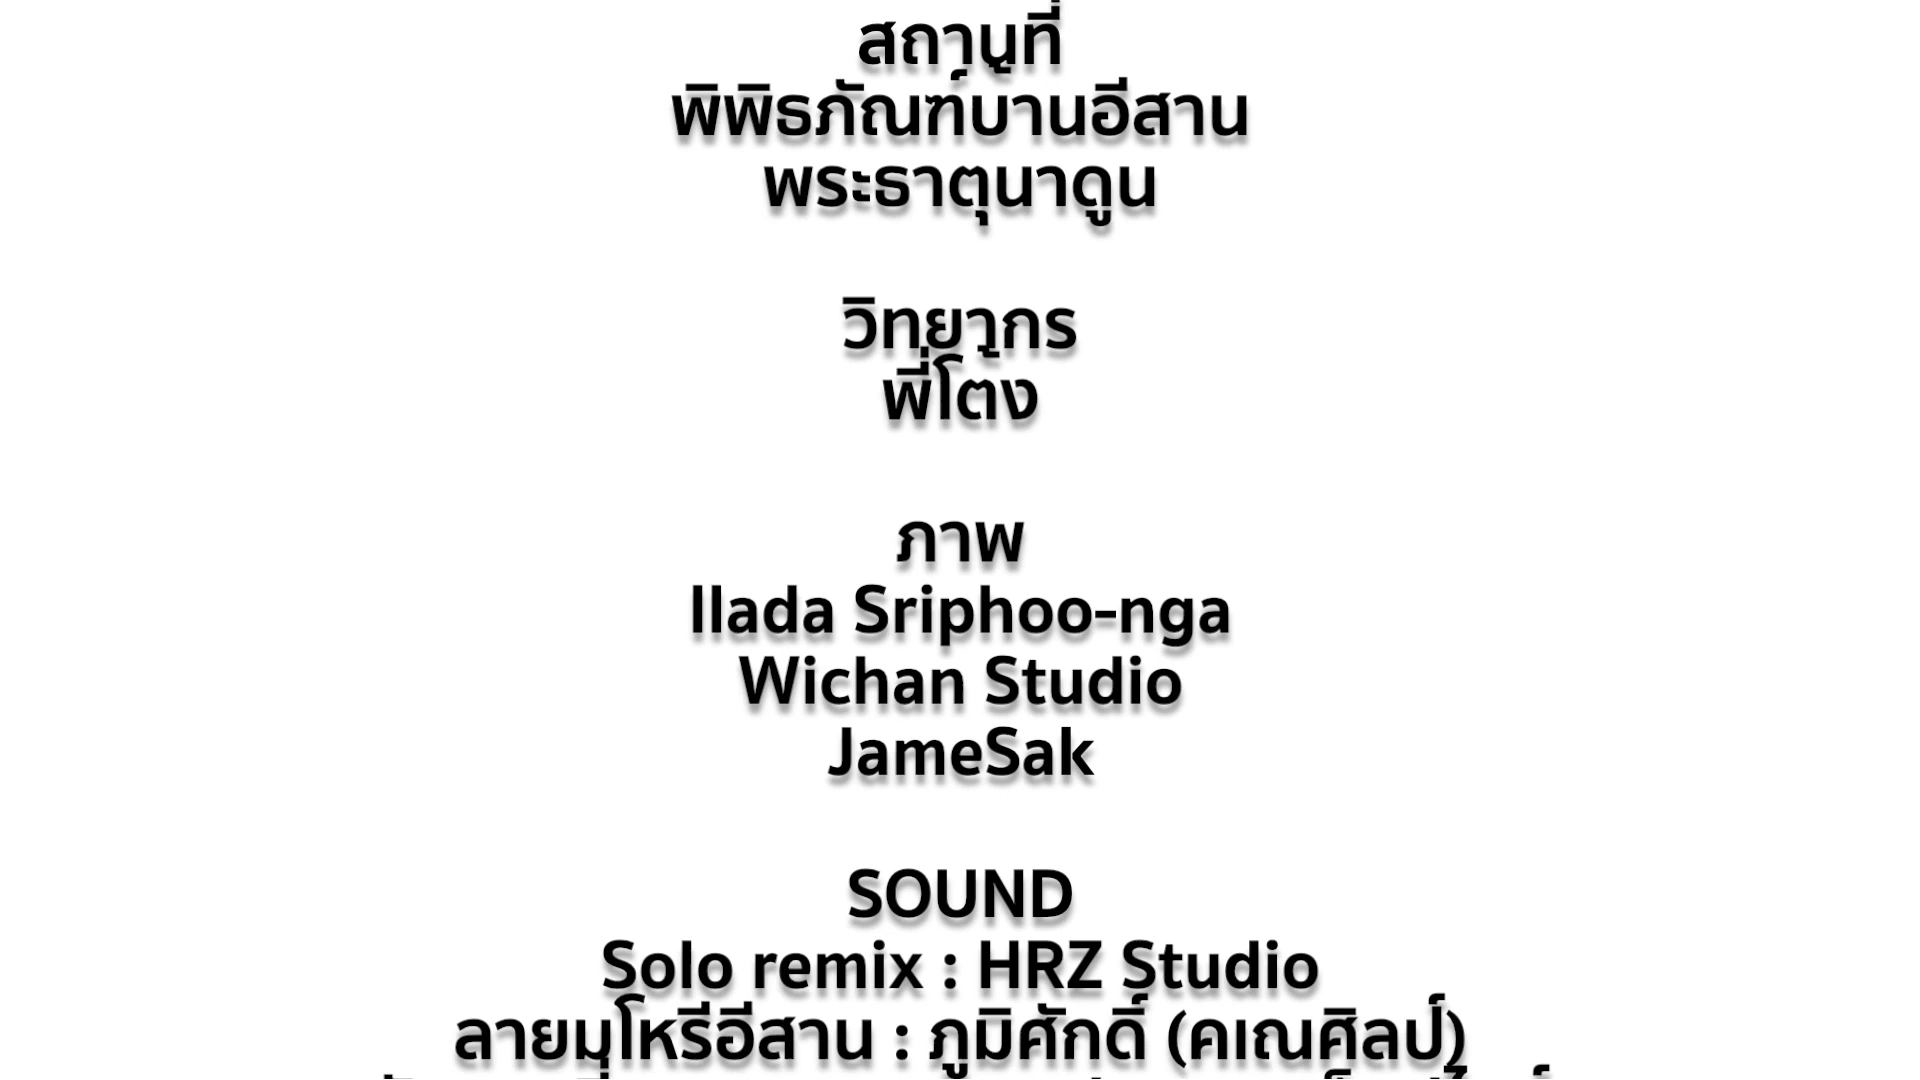 สถานที่
พิพิธภัณฑ์บ้านอีสาน
พระธาตุนาดูน
วิทยากร
พี่โต้ง
ภาพ
Ilada Sriphoo-nga
Wichan Studio
JameSak
SOUND
Solo remix : HRZ Studio
ลายมโหรีอีสาน : ภูมิศักดิ์ (คเณศิลป์)